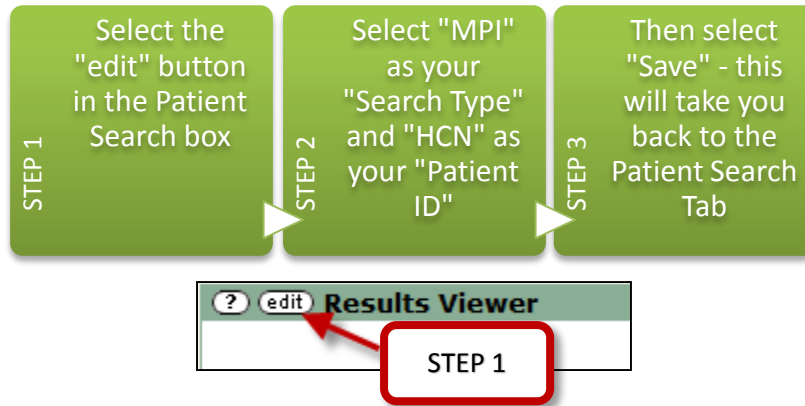 STEP 1
Select the
"edit" button
in the Patient
Search box
STEP 2
Select "MPI"
as your
"Search Type"
and "HCN" as
your "Patient
ID"
STEP 3
Then select
"Save" - this
will take you
back to the
Patient Search
Tab
? edit Results Viewer
STEP 1